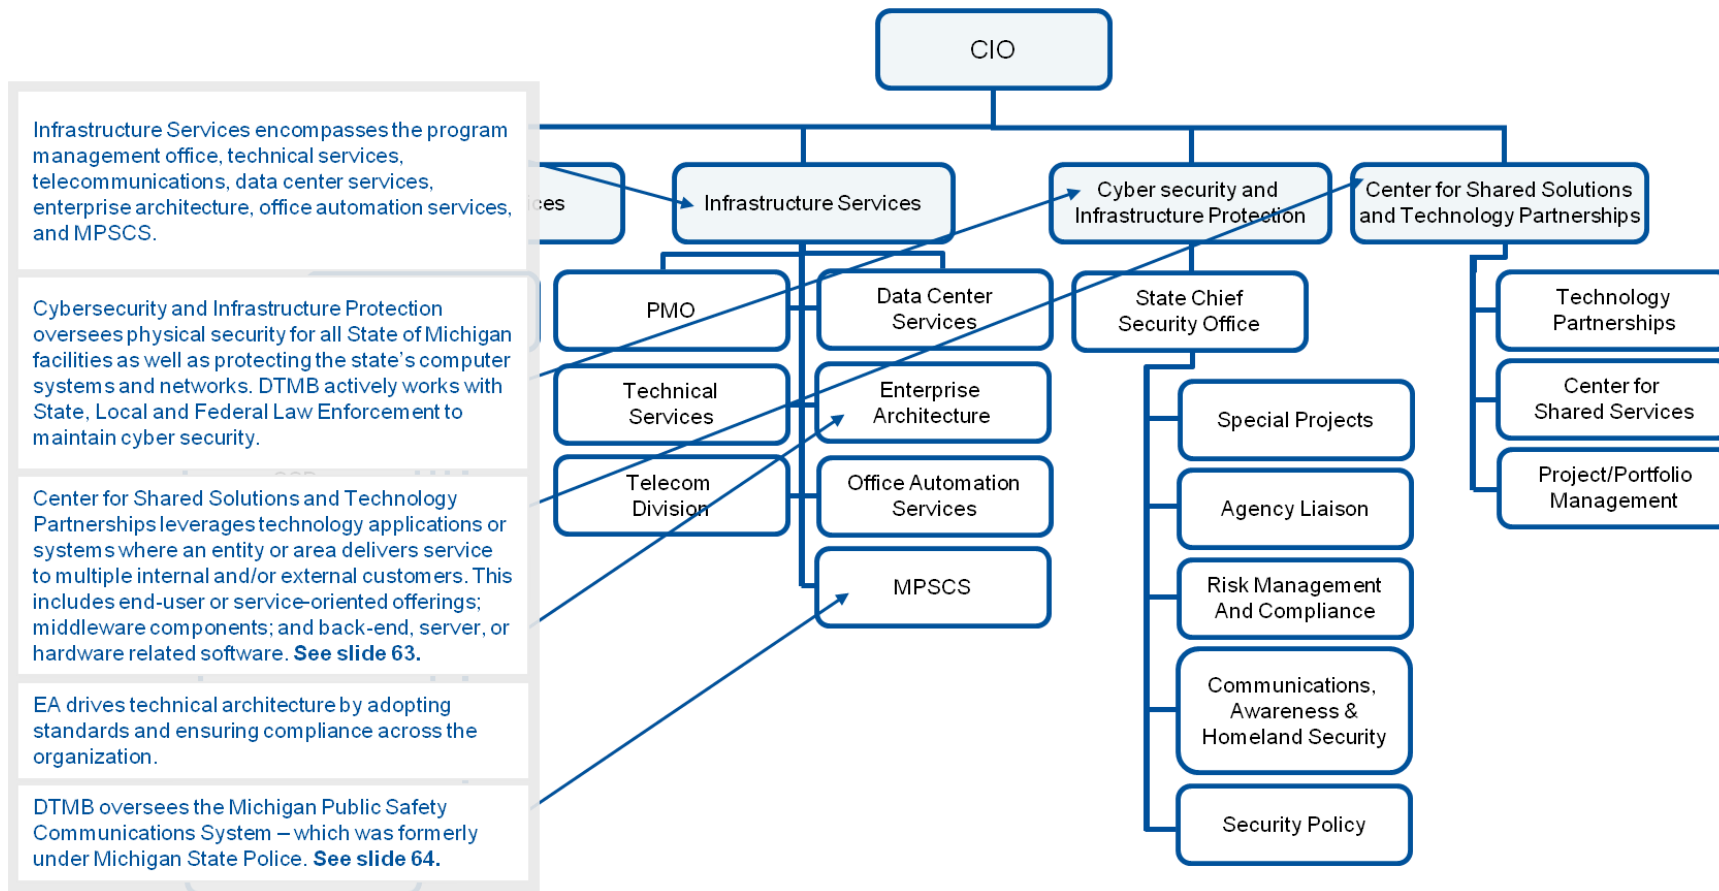 CIO
Infrastructure Services encompasses the program
management office, technical services,
telecommunications, data center services,
enterprise architecture, office automation services,
and MPSCS.
Cybersecurity and Infrastructure Protection
oversees physical security for all State of Michigan
facilities as well as protecting the state's computer
systems and networks. DTMB actively works with
State, Local and Federal Law Enforcement to
maintain cyber security.
Center for Shared Solutions and Technology
Partnerships leverages technology applications or
systems where an entity or area delivers service
to multiple internal and/or external customers. This
includes end-user or service-oriented offerings;
middleware components; and back-end, server, or
hardware related software. See slide 63.
EA drives technical architecture by adopting
standards and ensuring compliance across the
organization.
DTMB oversees the Michigan Public Safety
Communications System – which was formerly
under Michigan State Police. See slide 64.
Infrastructure Services
PMO
Technical
Services
Telecom
Division
Data Center
Services
Enterprise
Architecture
Office Automation
Services
MPSCS
Cyber security and
Infrastructure Protection
State Chief
Security Office
Special Projects
Agency Liaison
Risk Management
And Compliance
Communications,
Awareness &
Homeland Security
Security Policy
Center for Shared Solutions
and Technology Partnerships
Technology
Partnerships
Center for
Shared Services
Project/Portfolio
Management